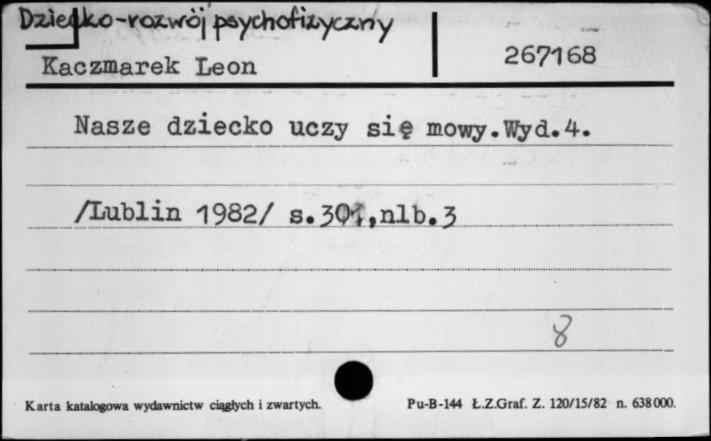 Dziecko-rozwój psychofizyczny
Kaczmarek Leon
267168
Nasze dziecko uczy się mowy.Wyd.4.
/Lublin 1982/ s.301,nlb.3
8
Karta katalogowa wydawnictw ciągłych i zwartych.
Pu-B-144 Ł.Z.Graf. Z. 120/15/82 n. 638000.